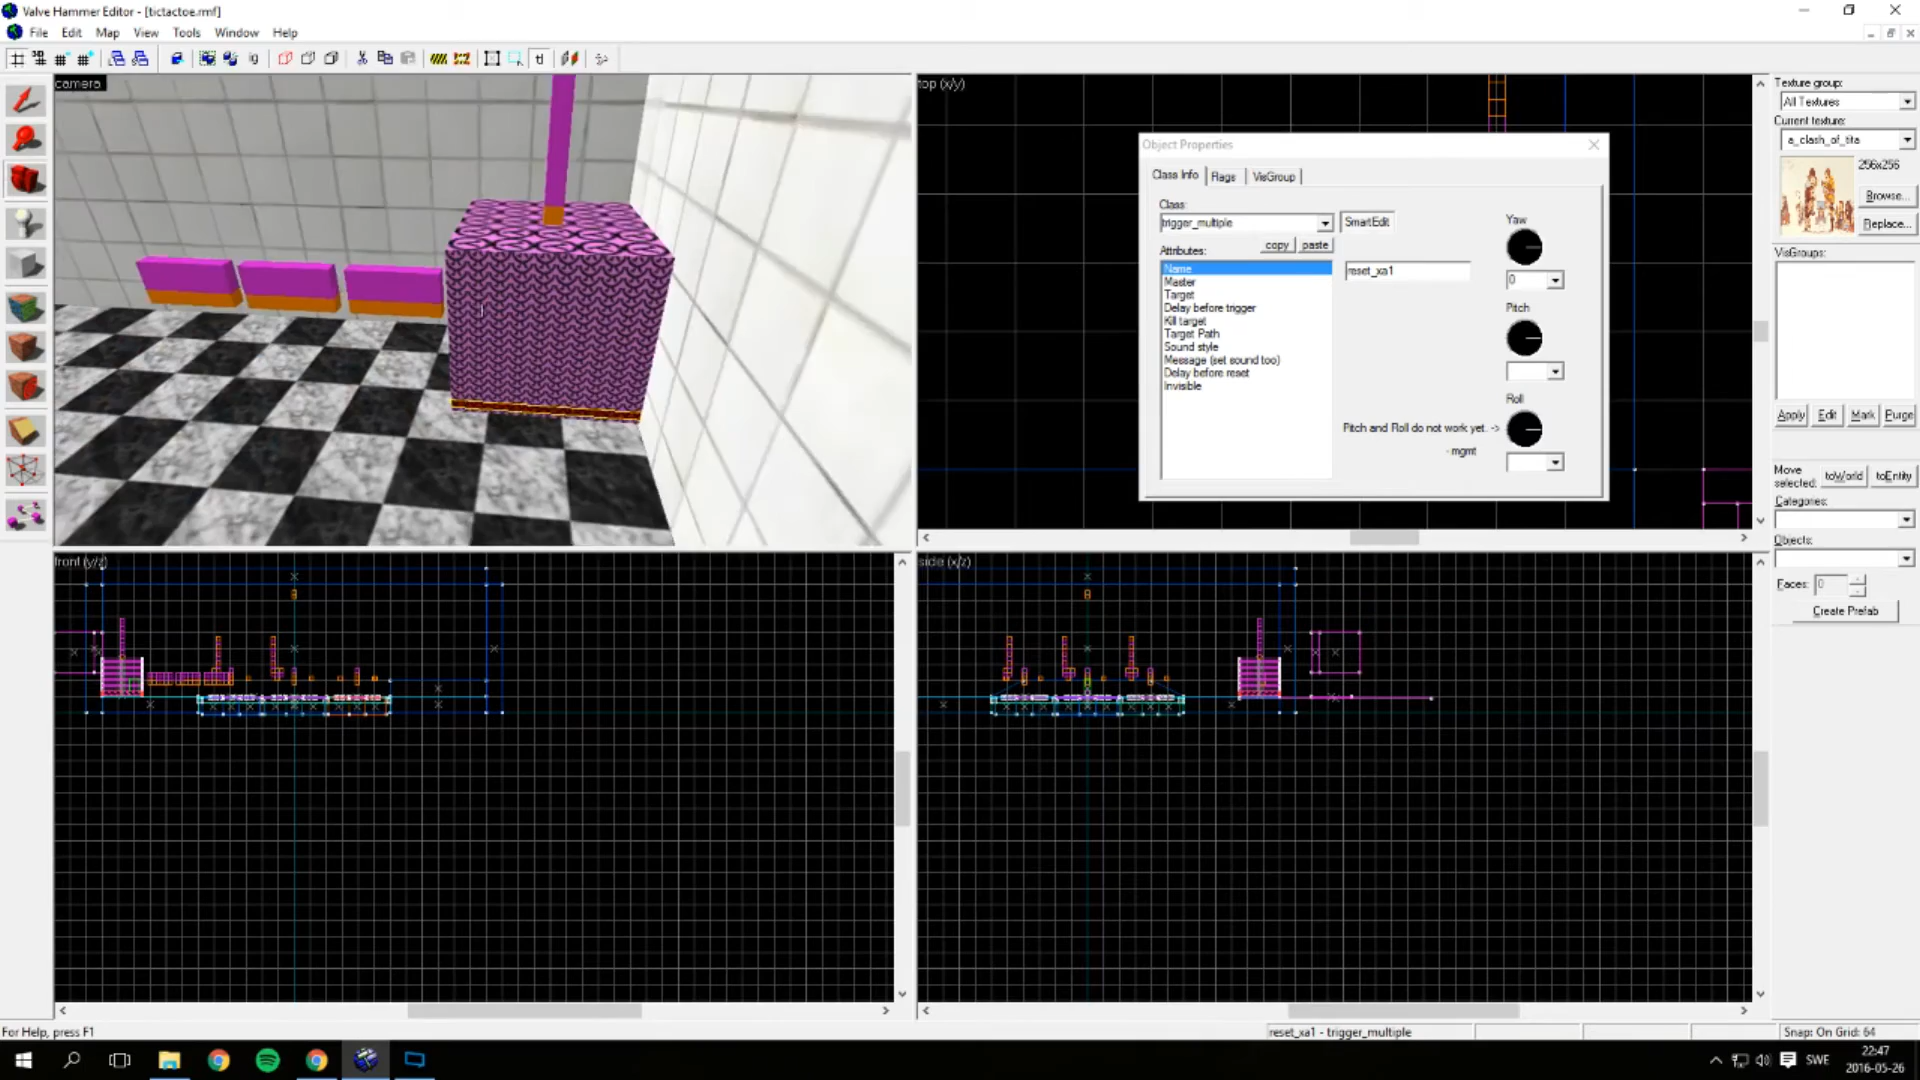 Valve Hammer Editor - [tictactoe.rmf]
File Edit Map View Tools Window Help
camera
top (x/y)
front (y/z)
side (x/z)
Object Properties
Class Info Flags VisGroup
Class:
trigger_multiple
SmartEdit
Attributes:
copy paste
Name
Master
Target
Delay before trigger
Kill target
Target Path
Sound style
Message (set sound too)
Delay before reset
Invisible
reset_xa1
Yaw
0
Pitch
Roll
Pitch and Roll do not work yet. ->
- mgmt
Texture group:
All Textures
Current texture:
a_clash_of_tita
256x256
Browse...
Replace...
VisGroups:
Apply Edit Mark Purge
Move selected:
toWorld toEntity
Categories:
Objects:
Faces: 0
Create Prefab
For Help, press F1
reset_xa1 - trigger_multiple
Snap: On Grid: 64
SWE
22:47
2016-05-26